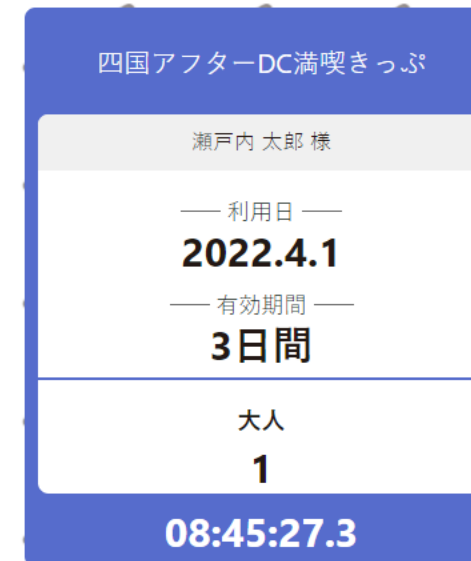 四国アフターDC満喫きっぷ
瀬戸内 太郎 様
利用日
2022.4.1
有効期間
3日間
大人
1
08:45:27.3